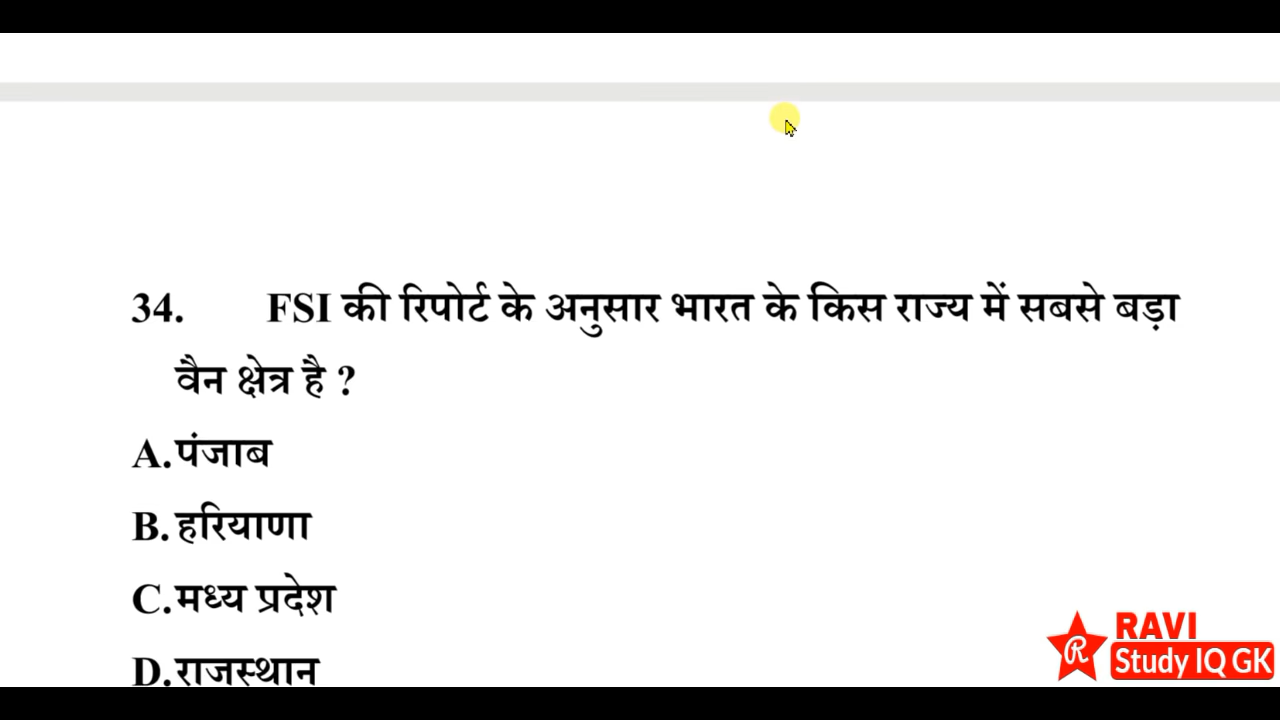 34. FSI की रिपोर्ट के अनुसार भारत के किस राज्य में सबसे बड़ा
वैन क्षेत्र है ?
A. पंजाब
B. हरियाणा
C. मध्य प्रदेश
D. राजस्थान
R
RAVI
Study IQ GK